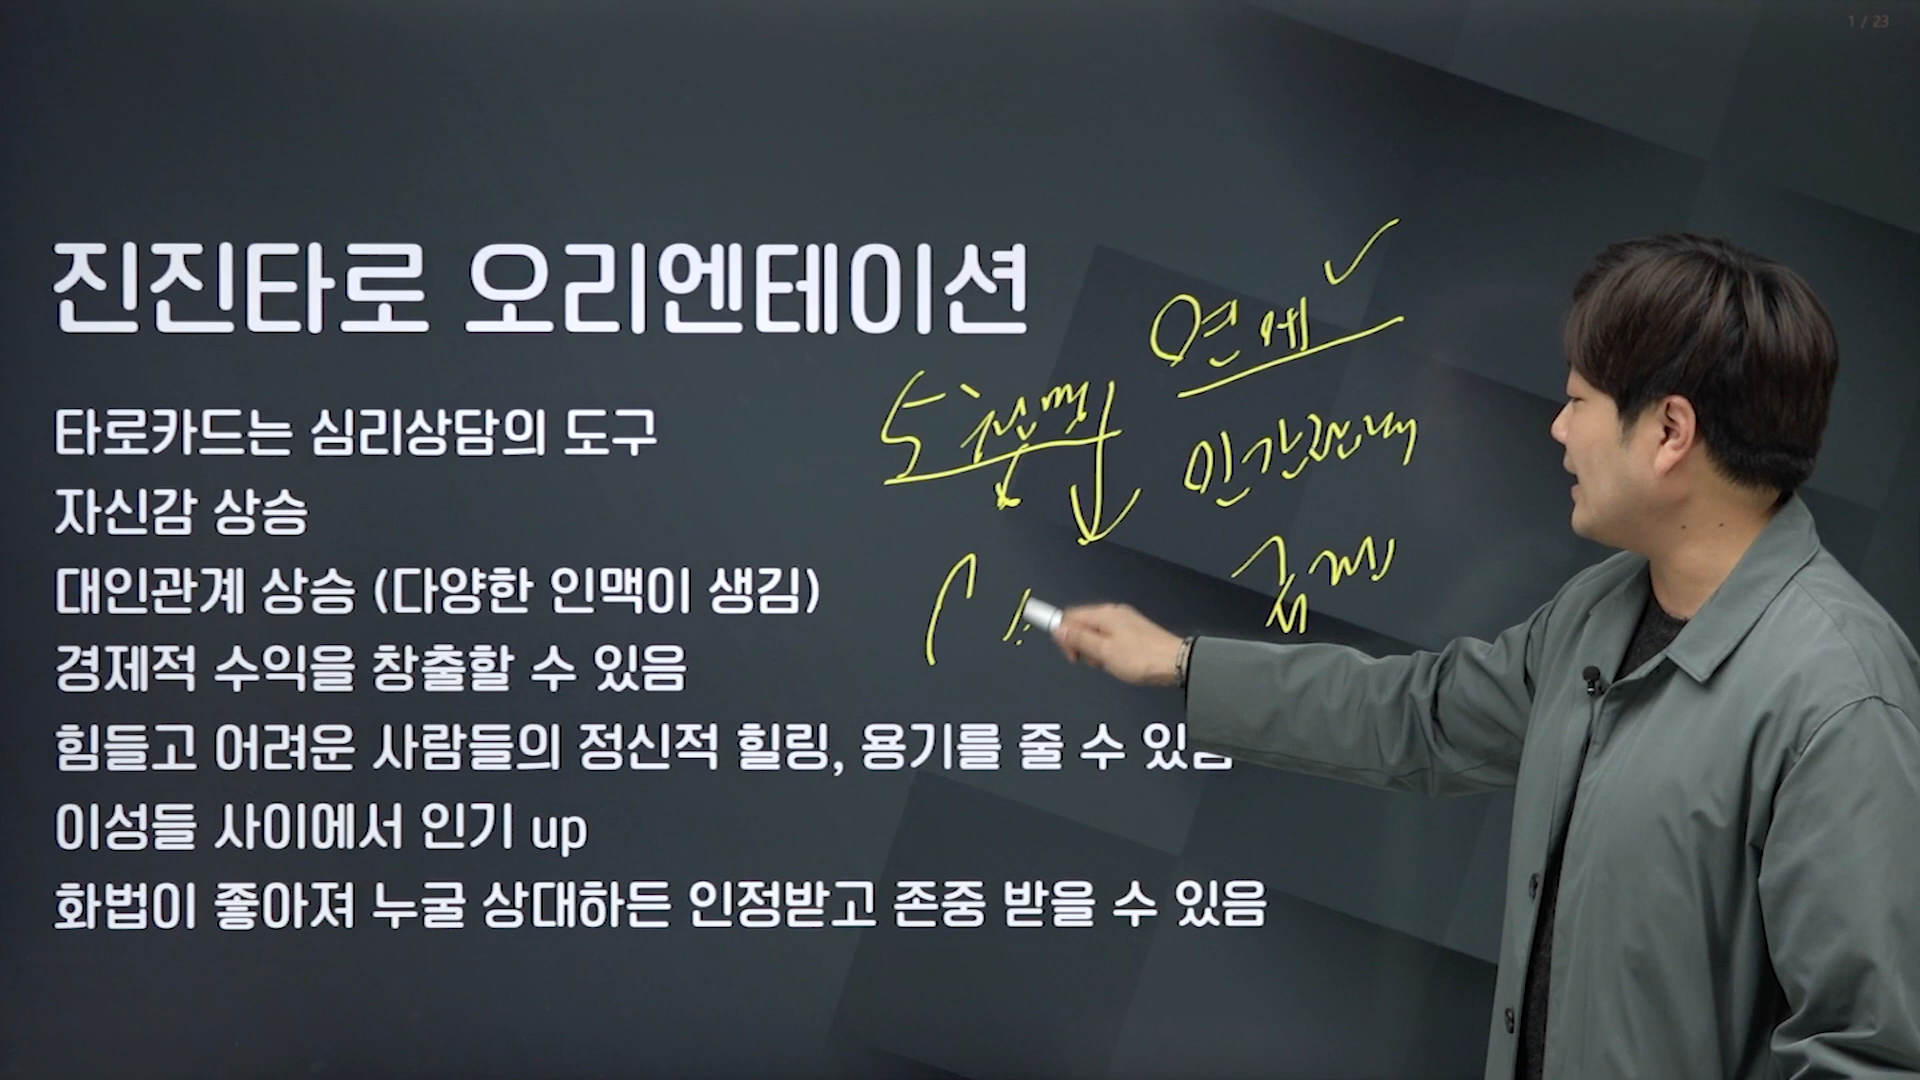 1 / 23
진진타로 오리엔테이션
연애
인간관계
금전
타로카드는 심리상담의 도구
자신감 상승
대인관계 상승 (다양한 인맥이 생김)
경제적 수익을 창출할 수 있음
힘들고 어려운 사람들의 정신적 힐링, 용기를 줄 수 있음
이성들 사이에서 인기 up
화법이 좋아져 누굴 상대하든 인정받고 존중 받을 수 있음